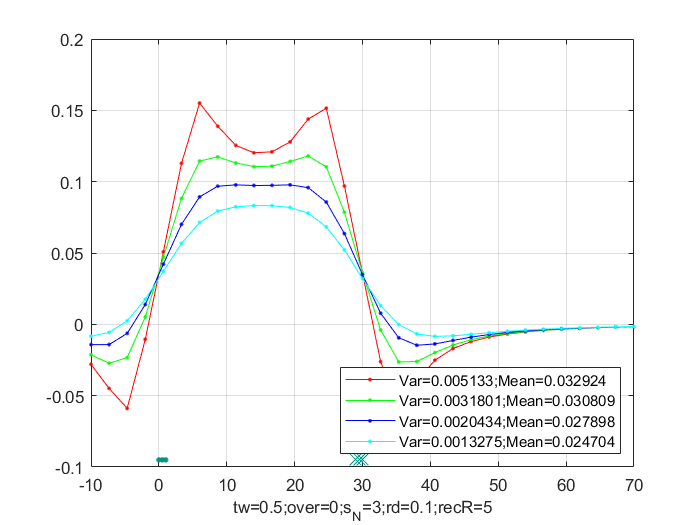 0.2
0.15
0.1
0.05
0
-0.05
-0.1
-10 0 10 20 30 40 50 60 70
Var=0.005133;Mean=0.032924
Var=0.0031801;Mean=0.030809
Var=0.0020434;Mean=0.027898
Var=0.0013275;Mean=0.024704
tw=0.5;over=0;s_N=3;rd=0.1;recR=5